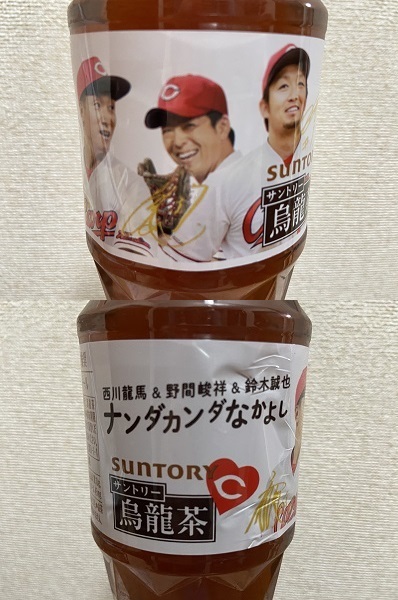 SUNTORY
サントリー
烏龍
西川龍馬 & 野間峻祥 & 鈴木誠也
ナンダカンダなかよし
SUNTORY
サントリー
烏龍茶